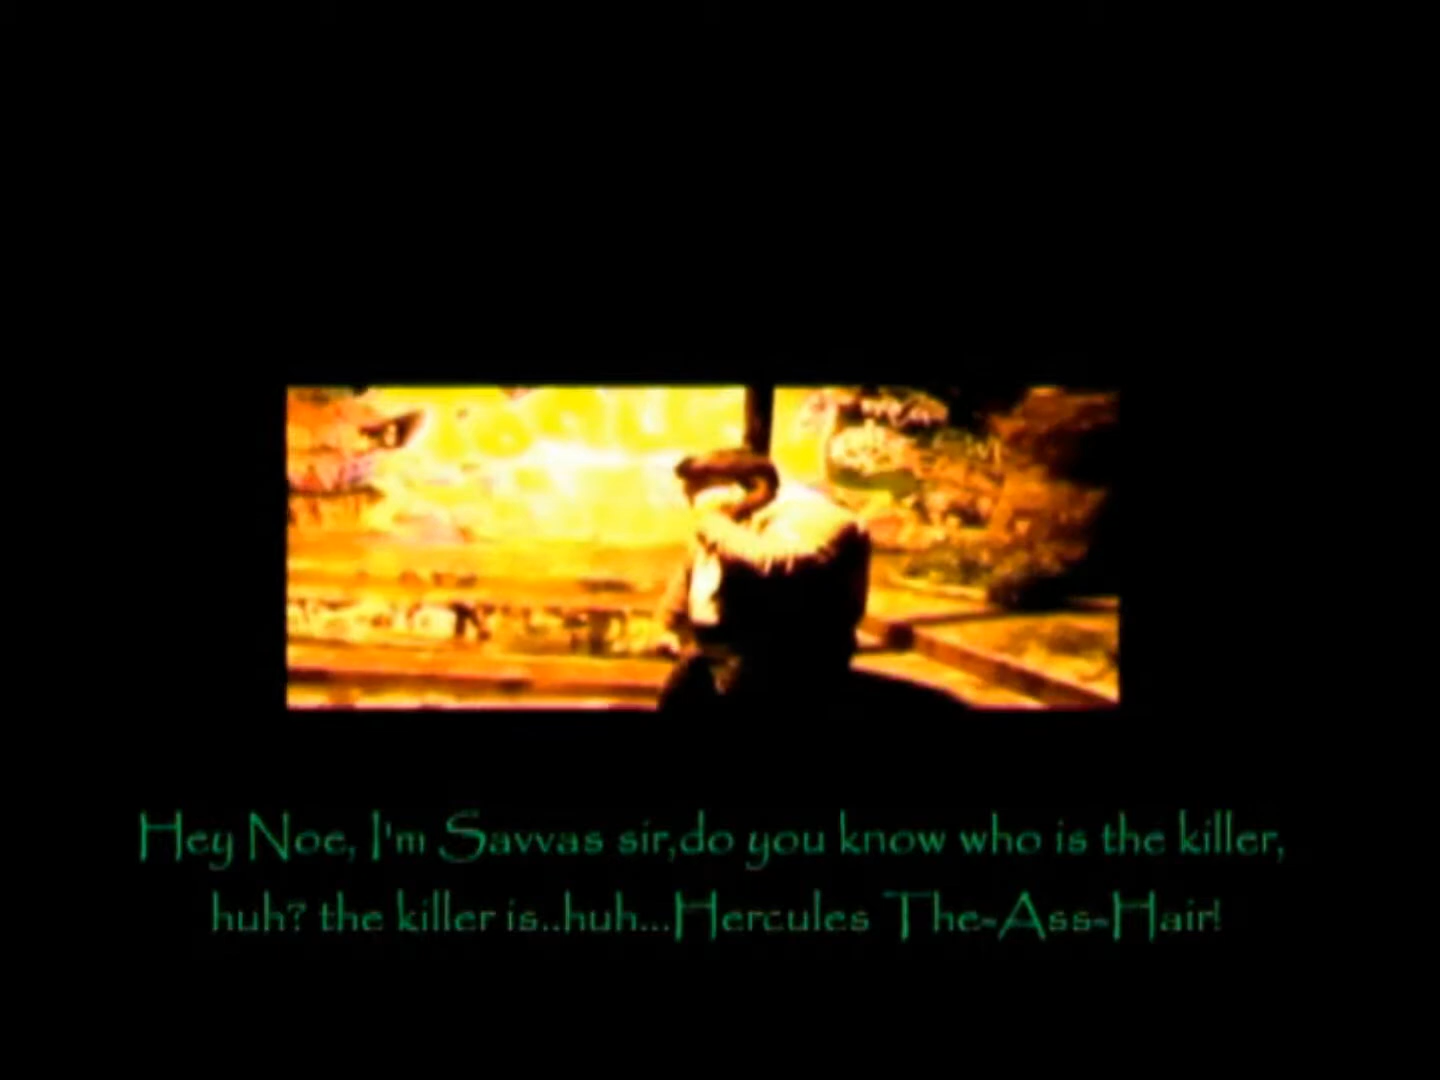 Hey Noe, I'm Savvas sir,do you know who is the killer,
huh? the killer is..huh...Hercules The-Ass-Hair!